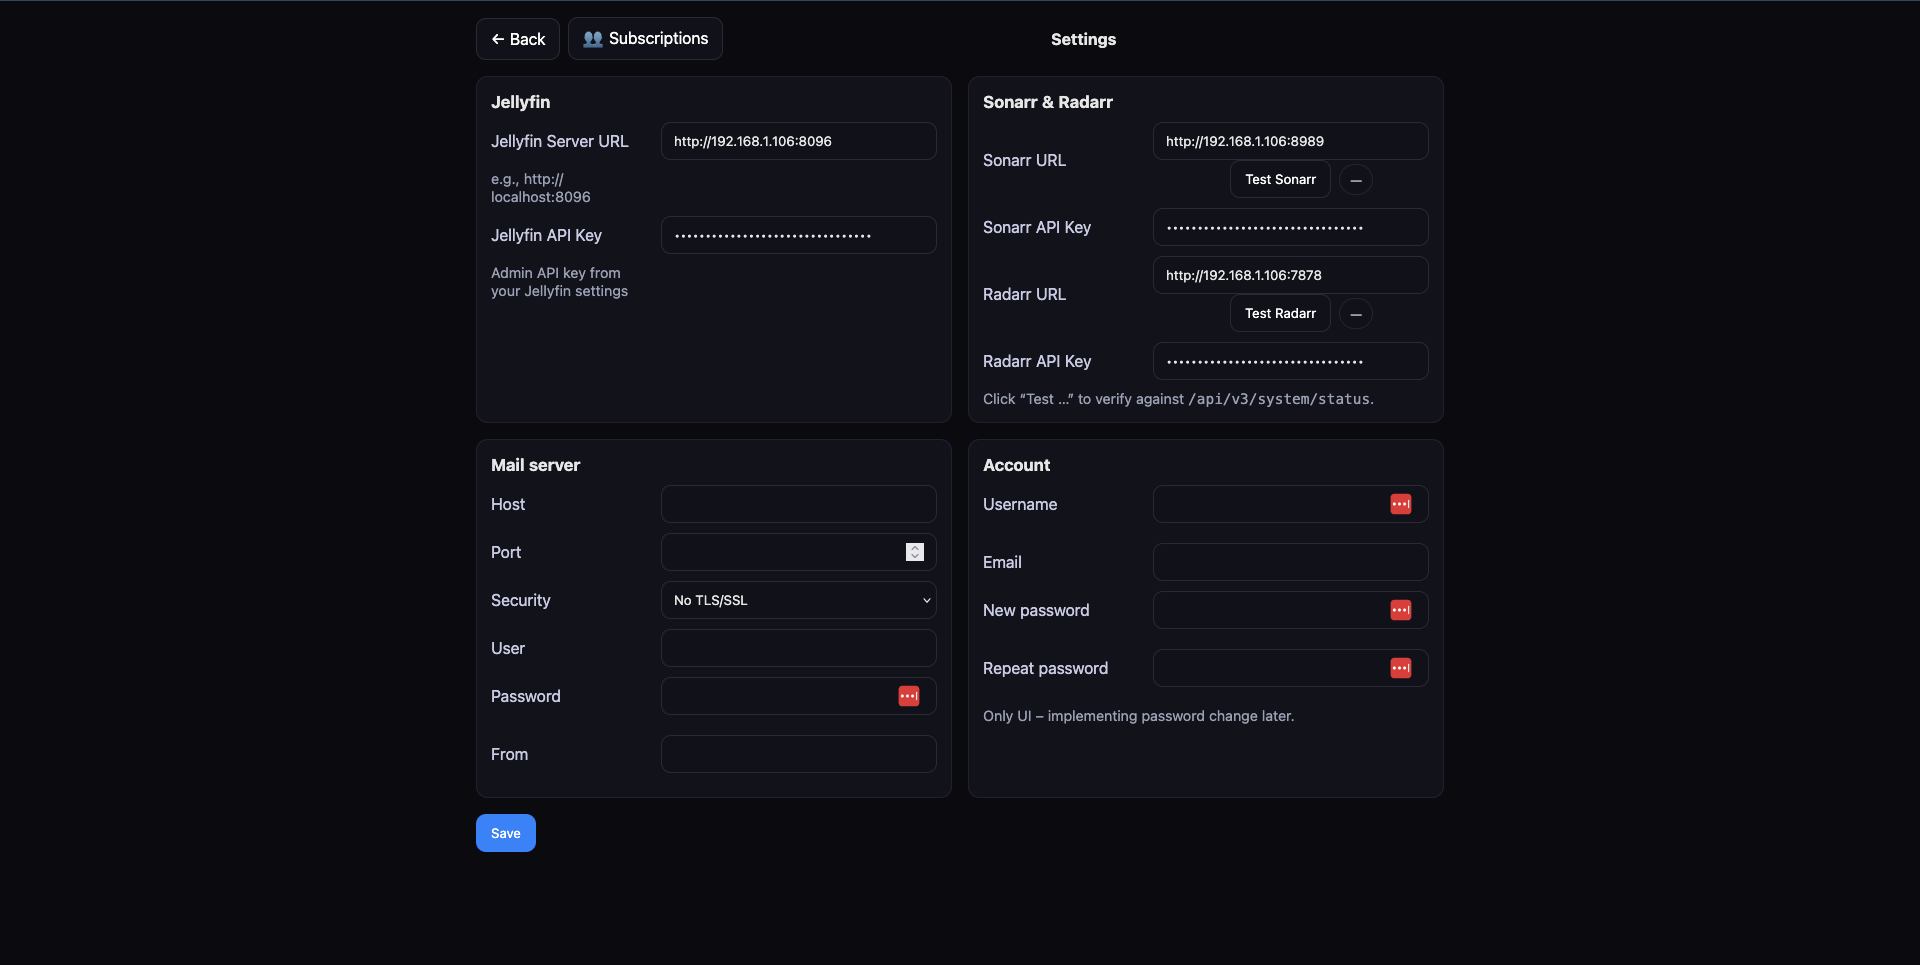 ← Back
👥 Subscriptions
Settings
Jellyfin
Jellyfin Server URL
http://192.168.1.106:8096
e.g., http://
localhost:8096
Jellyfin API Key
•••••••••••••••••••••••••••••••
Admin API key from
your Jellyfin settings
Sonarr & Radarr
Sonarr URL
http://192.168.1.106:8989
Test Sonarr
—
Sonarr API Key
•••••••••••••••••••••••••••••••
Radarr URL
http://192.168.1.106:7878
Test Radarr
—
Radarr API Key
•••••••••••••••••••••••••••••••
Click “Test ...” to verify against /api/v3/system/status.
Mail server
Host
Port
Security
No TLS/SSL
User
Password
From
Account
Username
Email
New password
Repeat password
Only UI – implementing password change later.
Save